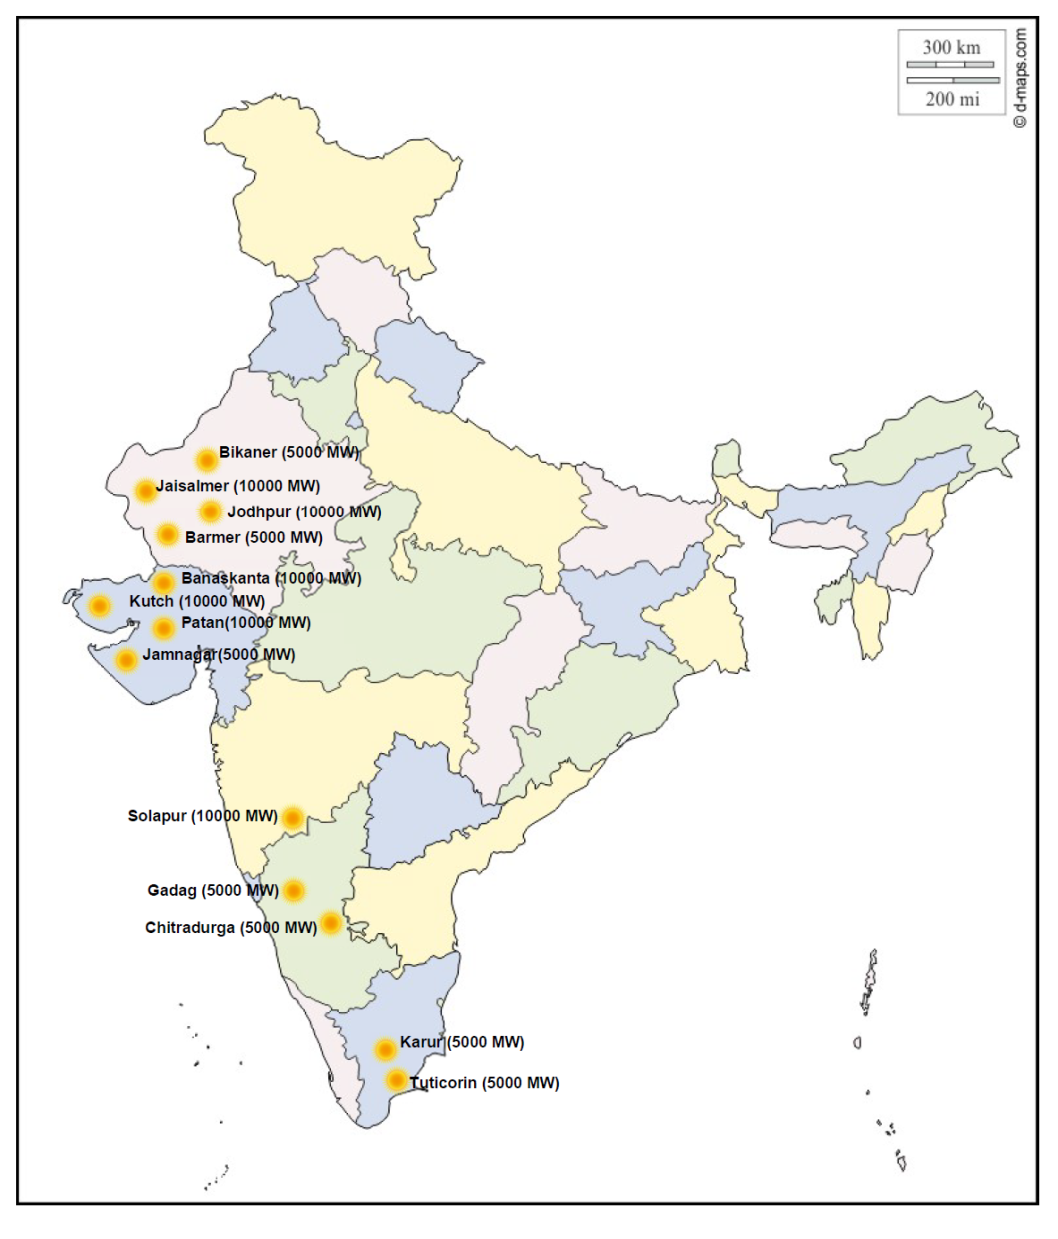 300 km
200 mi
© d-maps.com
Bikaner (5000 MW)
Jaisalmer (10000 MW)
Jodhpur (10000 MW)
Barmer (5000 MW)
Banaskanta (10000 MW)
Kutch (10000 MW)
Patan(10000 MW)
Jamnagar(5000 MW)
Solapur (10000 MW)
Gadag (5000 MW)
Chitradurga (5000 MW)
Karur (5000 MW)
Tuticorin (5000 MW)